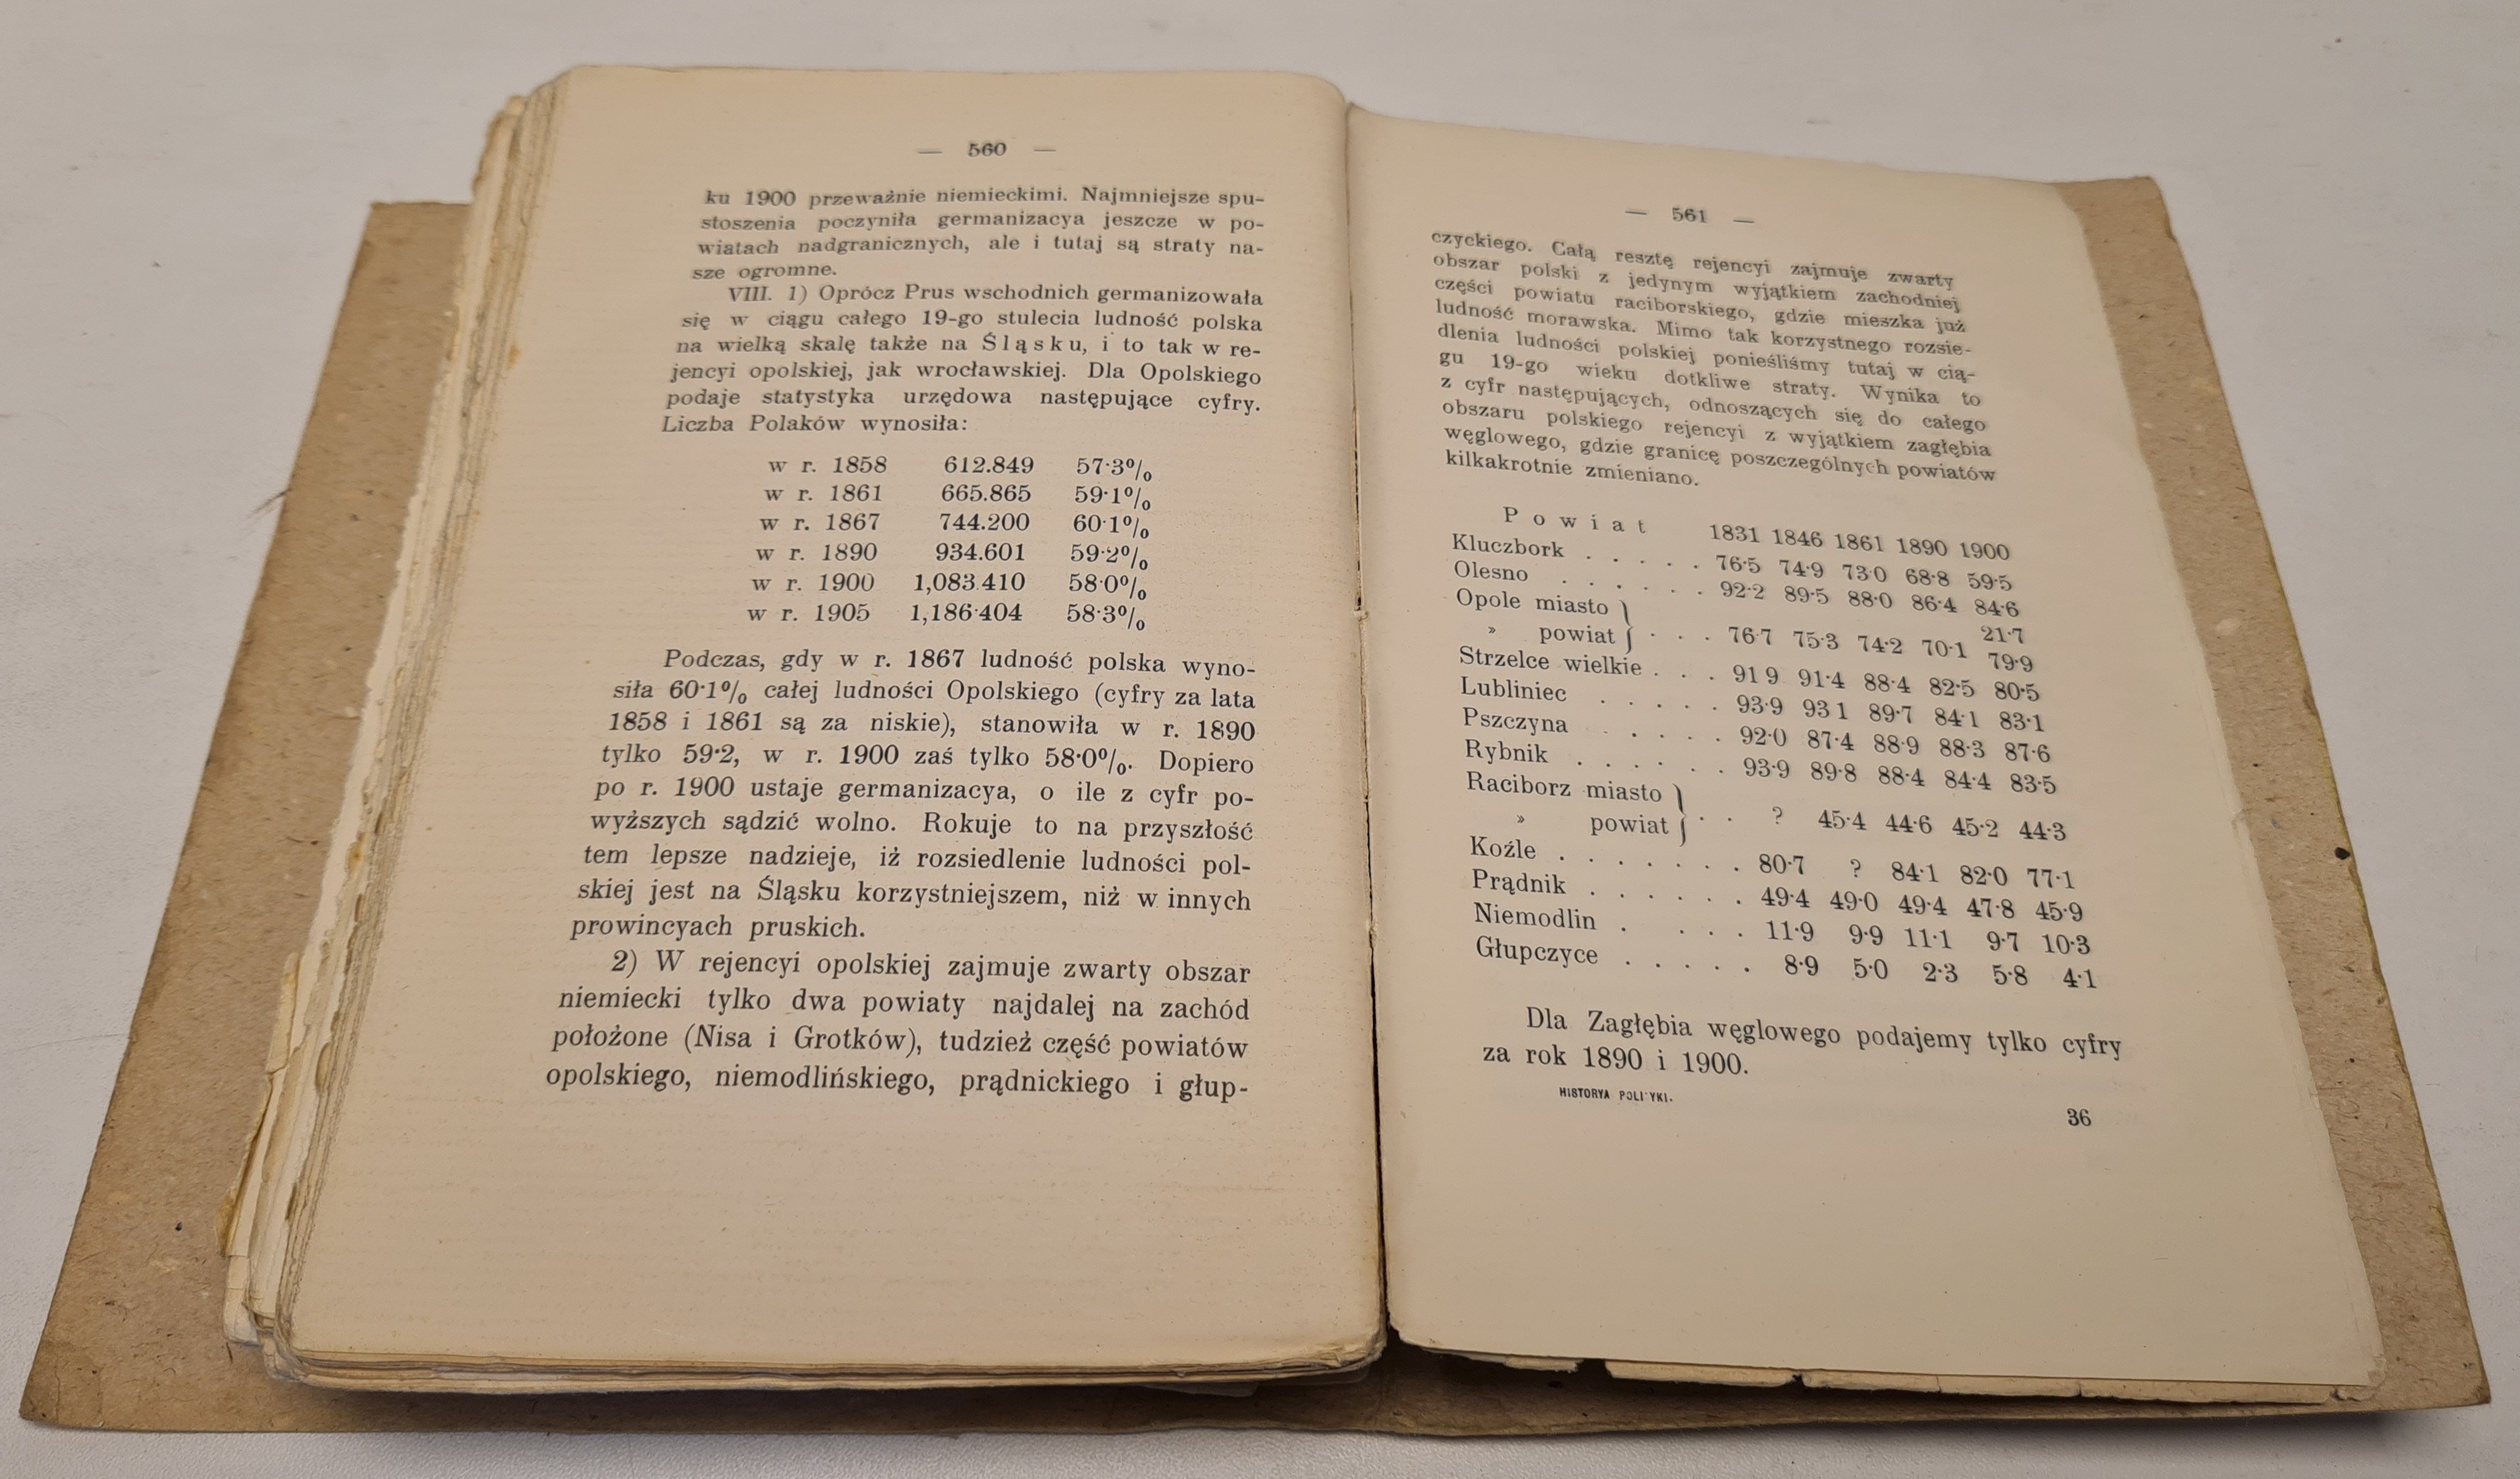 — 560 —
ku 1900 przeważnie niemieckimi. Najmniejsze spu-
stoszenia poczyniła germanizacya jeszcze w po-
wiatach nadgranicznych, ale i tutaj są straty na-
sze ogromne.
VIII. 1) Oprócz Prus wschodnich germanizowała
się w ciągu całego 19-go stulecia ludność polska
na wielką skalę także na Śląsku, i to tak w re-
jencyi opolskiej, jak wrocławskiej. Dla Opolskiego
podaje statystyka urzędowa następujące cyfry.
Liczba Polaków wynosiła:
w r. 1858 612.849 57·3%
w r. 1861 665.865 59·1%
w r. 1867 744.200 60·1%
w r. 1890 934.601 59·2%
w r. 1900 1,083.410 58·0%
w r. 1905 1,186·404 58·3%
Podczas, gdy w r. 1867 ludność polska wyno-
siła 60·1% całej ludności Opolskiego (cyfry za lata
1858 i 1861 są za niskie), stanowiła w r. 1890
tylko 59·2, w r. 1900 zaś tylko 58·0%. Dopiero
po r. 1900 ustaje germanizacya, o ile z cyfr po-
wyższych sądzić wolno. Rokuje to na przyszłość
tem lepsze nadzieje, iż rozsiedlenie ludności pol-
skiej jest na Śląsku korzystniejszem, niż w innych
prowincyach pruskich.
2) W rejencyi opolskiej zajmuje zwarty obszar
niemiecki tylko dwa powiaty najdalej na zachód
położone (Nisa i Grotków), tudzież część powiatów
opolskiego, niemodlińskiego, prądnickiego i głup-
— 561 —
czyckiego. Całą resztę rejencyi zajmuje zwarty
obszar polski z jedynym wyjątkiem zachodniej
części powiatu raciborskiego, gdzie mieszka już
ludność morawska. Mimo tak korzystnego rozsie-
dlenia ludności polskiej ponieśliśmy tutaj w cią-
gu 19-go wieku dotkliwe straty. Wynika to
z cyfr następujących, odnoszących się do całego
obszaru polskiego rejencyi z wyjątkiem zagłębia
węglowego, gdzie granicę poszczególnych powiatów
kilkakrotnie zmieniano.
Powiat 1831 1846 1861 1890 1900
Kluczbork . . . . . 76·5 74·9 73·0 68·8 59·5
Olesno . . . . . 92·2 89·5 88·0 86·4 84·6
Opole miasto } 21·7
» powiat } . . . 76·7 75·3 74·2 70·1 79·9
Strzelce wielkie . . . 91 9 91·4 88·4 82·5 80·5
Lubliniec . . . . . 93·9 93 1 89·7 84·1 83·1
Pszczyna . . . . . 92·0 87·4 88·9 88·3 87·6
Rybnik . . . . . . 93·9 89·8 88·4 84·4 83·5
Raciborz miasto }
» powiat } . . ? 45·4 44·6 45·2 44·3
Koźle . . . . . . . 80·7 ? 84·1 82·0 77·1
Prądnik . . . . . . 49·4 49·0 49·4 47·8 45·9
Niemodlin . . . . 11·9 9·9 11·1 9·7 10·3
Głupczyce . . . . . 8·9 5·0 2·3 5·8 4·1
Dla Zagłębia węglowego podajemy tylko cyfry
za rok 1890 i 1900.
HISTORYA POLITYKI.
36